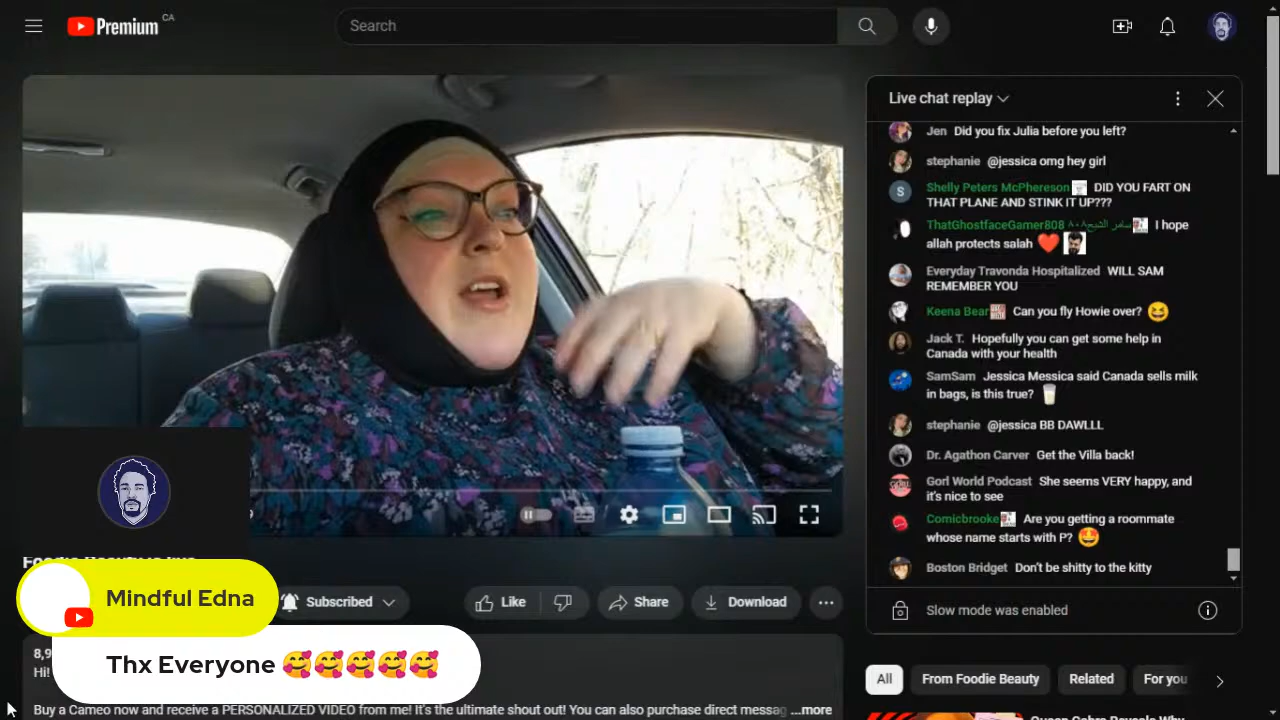 Premium CA
Search
Live chat replay
Jen Did you fix Julia before you left?
stephanie @jessica omg hey girl
S
Shelly Peters McPhereson DID YOU FART ON
THAT PLANE AND STINK IT UP???
ThatGhostfaceGamer808 سامر الشيح٨٠٨ I hope
allah protects salah ❤️
Everyday Travonda Hospitalized WILL SAM
REMEMBER YOU
Keena Bear Can you fly Howie over? 😆
Jack T. Hopefully you can get some help in
Canada with your health
SamSam Jessica Messica said Canada sells milk
in bags, is this true? 🥛
stephanie @jessica BB DAWLLL
Dr. Agathon Carver Get the Villa back!
Gorl World Podcast She seems VERY happy, and
it's nice to see
Comicbrooke Are you getting a roommate
whose name starts with P? 🤩
Boston Bridget Don't be shitty to the kitty
Slow mode was enabled
Mindful Edna
Thx Everyone 🥰🥰🥰🥰🥰
Subscribed
Like
Share
Download
8,9
Hi!
Buy a Cameo now and receive a PERSONALIZED VIDEO from me! It's the ultimate shout out! You can also purchase direct messag ...more
All
From Foodie Beauty
Related
For you